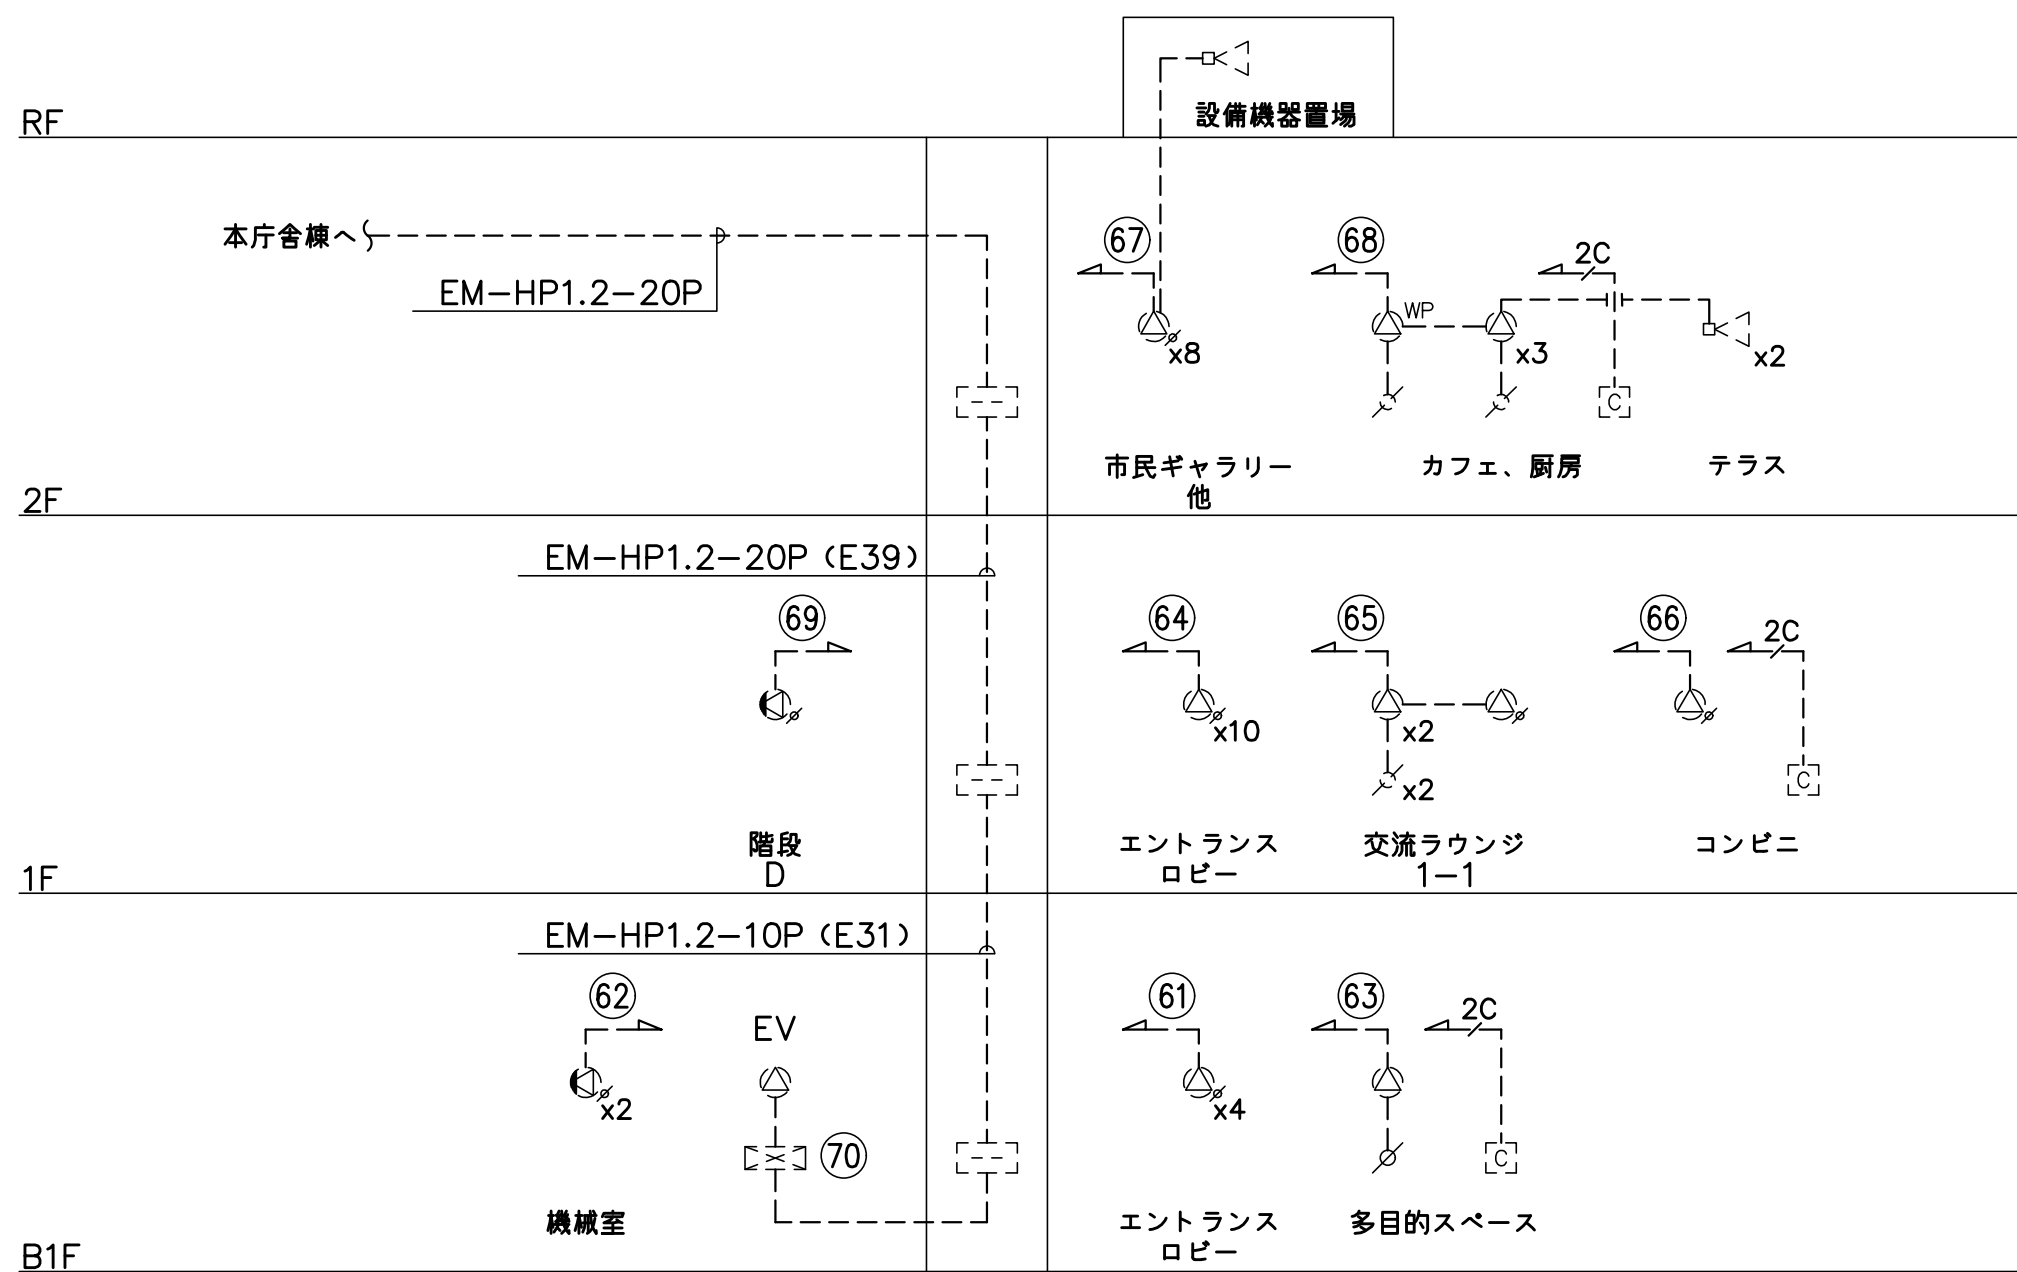 設備機器置場
RF
本庁舎棟へ
EM-HP1.2-20P
67
x8
68
WP
x3
2C
C
x2
市民ギャラリー
他
カフェ、厨房
テラス
2F
EM-HP1.2-20P (E39)
69
64
x10
65
x2
x2
66
2C
C
階段
D
エントランス
ロビー
交流ラウンジ
1-1
コンビニ
1F
EM-HP1.2-10P (E31)
62
x2
EV
70
61
x4
63
2C
C
機械室
エントランス
ロビー
多目的スペース
B1F